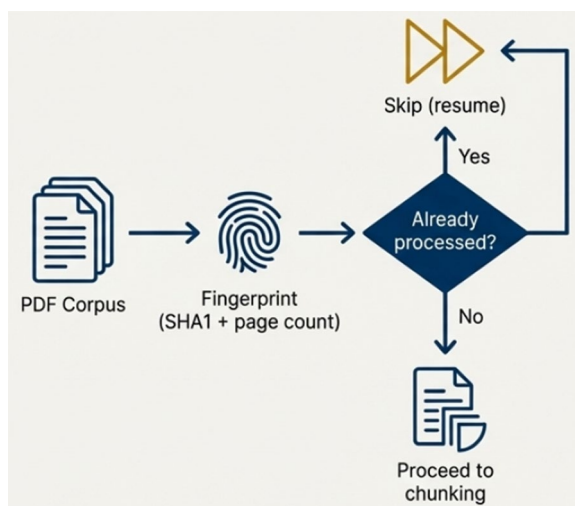 Skip (resume)
Yes
Already
processed?
PDF Corpus
Fingerprint
(SHA1 + page count)
No
Proceed to
chunking